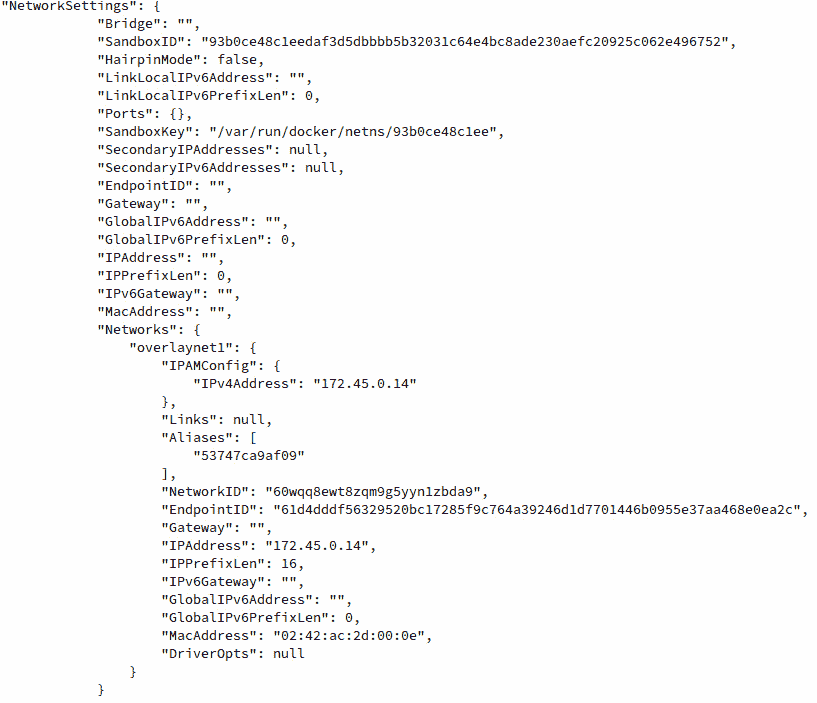 "NetworkSettings": {
"Bridge": "",
"SandboxID": "93b0ce48c1eedaf3d5dbbbb5b32031c64e4bc8ade230aefc20925c062e496752",
"HairpinMode": false,
"LinkLocalIPv6Address": "",
"LinkLocalIPv6PrefixLen": 0,
"Ports": {},
"SandboxKey": "/var/run/docker/netns/93b0ce48c1ee",
"SecondaryIPAddresses": null,
"SecondaryIPv6Addresses": null,
"EndpointID": "",
"Gateway": "",
"GlobalIPv6Address": "",
"GlobalIPv6PrefixLen": 0,
"IPAddress": "",
"IPPrefixLen": 0,
"IPv6Gateway": "",
"MacAddress": "",
"Networks": {
"overlaynet1": {
"IPAMConfig": {
"IPv4Address": "172.45.0.14"
},
"Links": null,
"Aliases": [
"53747ca9af09"
],
"NetworkID": "60wqq8ewt8zqm9g5yyn1zbda9",
"EndpointID": "61d4dddf56329520bc17285f9c764a39246d1d7701446b0955e37aa468e0ea2c",
"Gateway": "",
"IPAddress": "172.45.0.14",
"IPPrefixLen": 16,
"IPv6Gateway": "",
"GlobalIPv6Address": "",
"GlobalIPv6PrefixLen": 0,
"MacAddress": "02:42:ac:2d:00:0e",
"DriverOpts": null
}
}